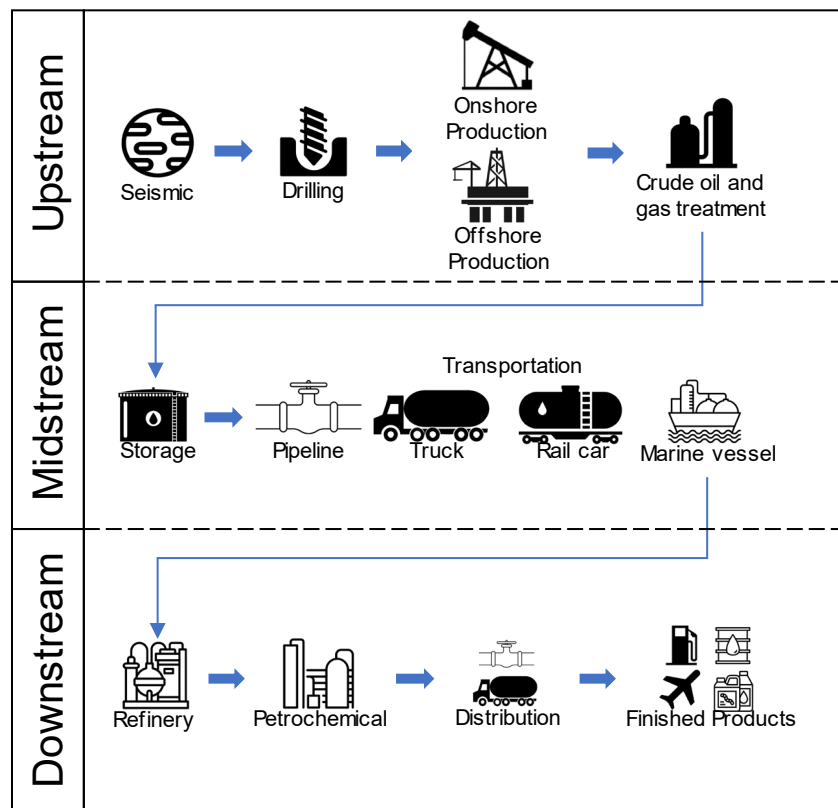 Upstream
Onshore
Production
Seismic
Drilling
Offshore
Production
Crude oil and
gas treatment
Midstream
Transportation
Storage
Pipeline
Truck
Rail car
Marine vessel
Downstream
Refinery
Petrochemical
Distribution
Finished Products